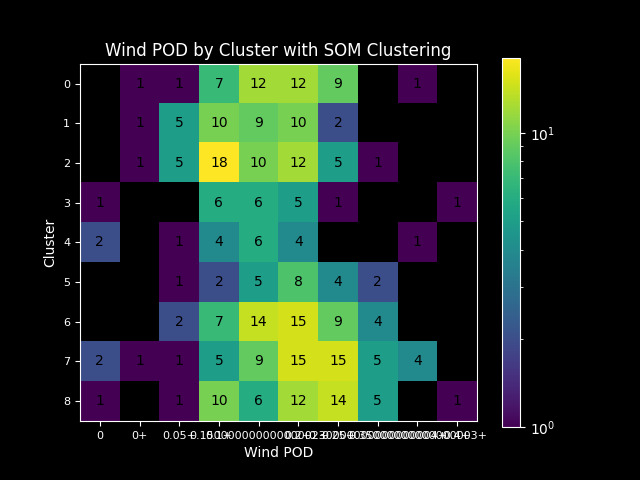 Wind POD by Cluster with SOM Clustering
0 1 1 7 12 12 9 1
1 1 5 10 9 10 2
2 1 5 18 10 12 5 1
3 1 6 6 5 1 1
4 2 1 4 6 4 1
5 1 2 5 8 4 2
6 2 7 14 15 9 4
7 2 1 1 5 9 15 15 5 4
8 1 1 10 6 12 14 5 1
0 0+ 0.05+
Wind POD
Cluster
10¹
10⁰